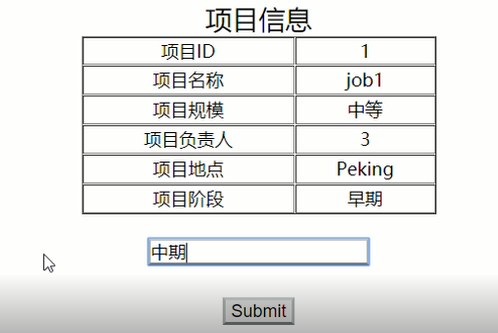 项目信息
项目ID 1
项目名称 job1
项目规模 中等
项目负责人 3
项目地点 Peking
项目阶段 早期
中期
Submit